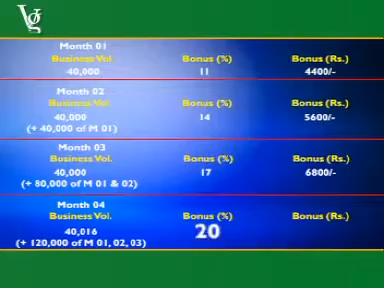 Vg
Month 01
Business Vol. Bonus (%) Bonus (Rs.)
40,000 11 4400/-
Month 02
Business Vol. Bonus (%) Bonus (Rs.)
40,000 14 5600/-
(+ 40,000 of M 01)
Month 03
Business Vol. Bonus (%) Bonus (Rs.)
40,000 17 6800/-
(+ 80,000 of M 01 & 02)
Month 04
Business Vol. Bonus (%) Bonus (Rs.)
40,016 20
(+ 120,000 of M 01, 02, 03)